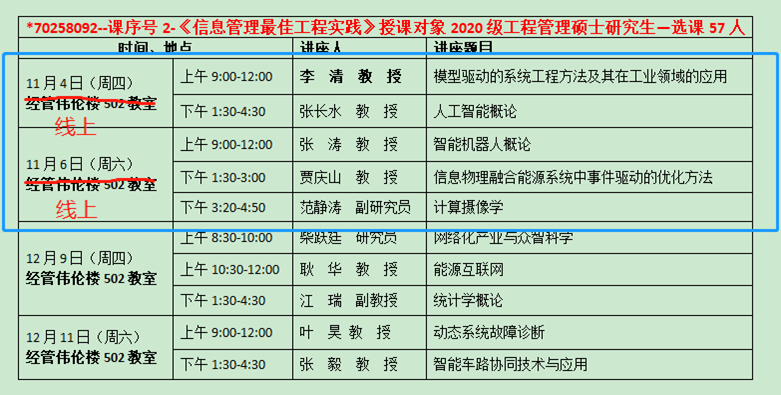 *70258092--课序号 2-《信息管理最佳工程实践》授课对象 2020 级工程管理硕士研究生—选课 57 人
时间、地点 讲座人 讲座题目
11 月 4 日（周四）
经管伟伦楼 502 教室
线上
上午 9:00-12:00 李 清 教 授 模型驱动的系统工程方法及其在工业领域的应用
下午 1:30-4:30 张长水 教 授 人工智能概论
11 月 6 日（周六）
经管伟伦楼 502 教室
线上
上午 9:00-12:00 张 涛 教 授 智能机器人概论
下午 1:30-3:00 贾庆山 教 授 信息物理融合能源系统中事件驱动的优化方法
下午 3:20-4:50 范静涛 副研究员 计算摄像学
12 月 9 日（周四）
经管伟伦楼 502 教室
上午 8:30-10:00 柴跃廷 研究员 网络化产业与众智科学
上午 10:30-12:00 耿 华 教 授 能源互联网
下午 1:30-4:30 江 瑞 副教授 统计学概论
12 月 11 日（周六）
经管伟伦楼 502 教室
上午 9:00-12:00 叶 昊 教 授 动态系统故障诊断
下午 1:30-4:30 张 毅 教 授 智能车路协同技术与应用